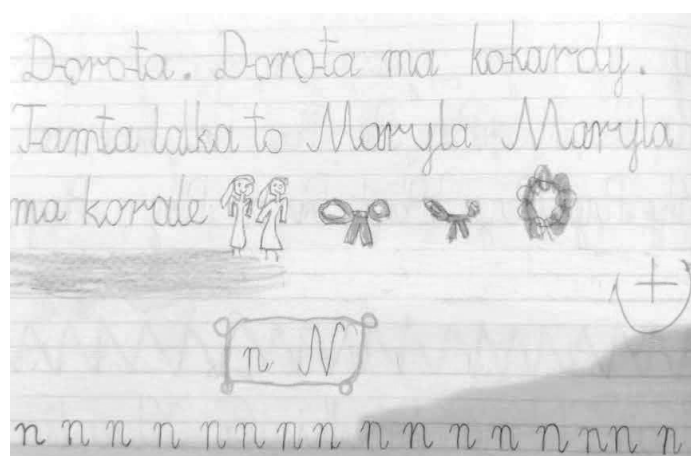 Dorota. Dorota ma kokardy.
Tamta lalka to Maryla Maryla
ma korale
+
n N
n n n n n n n n n n n n n n n n